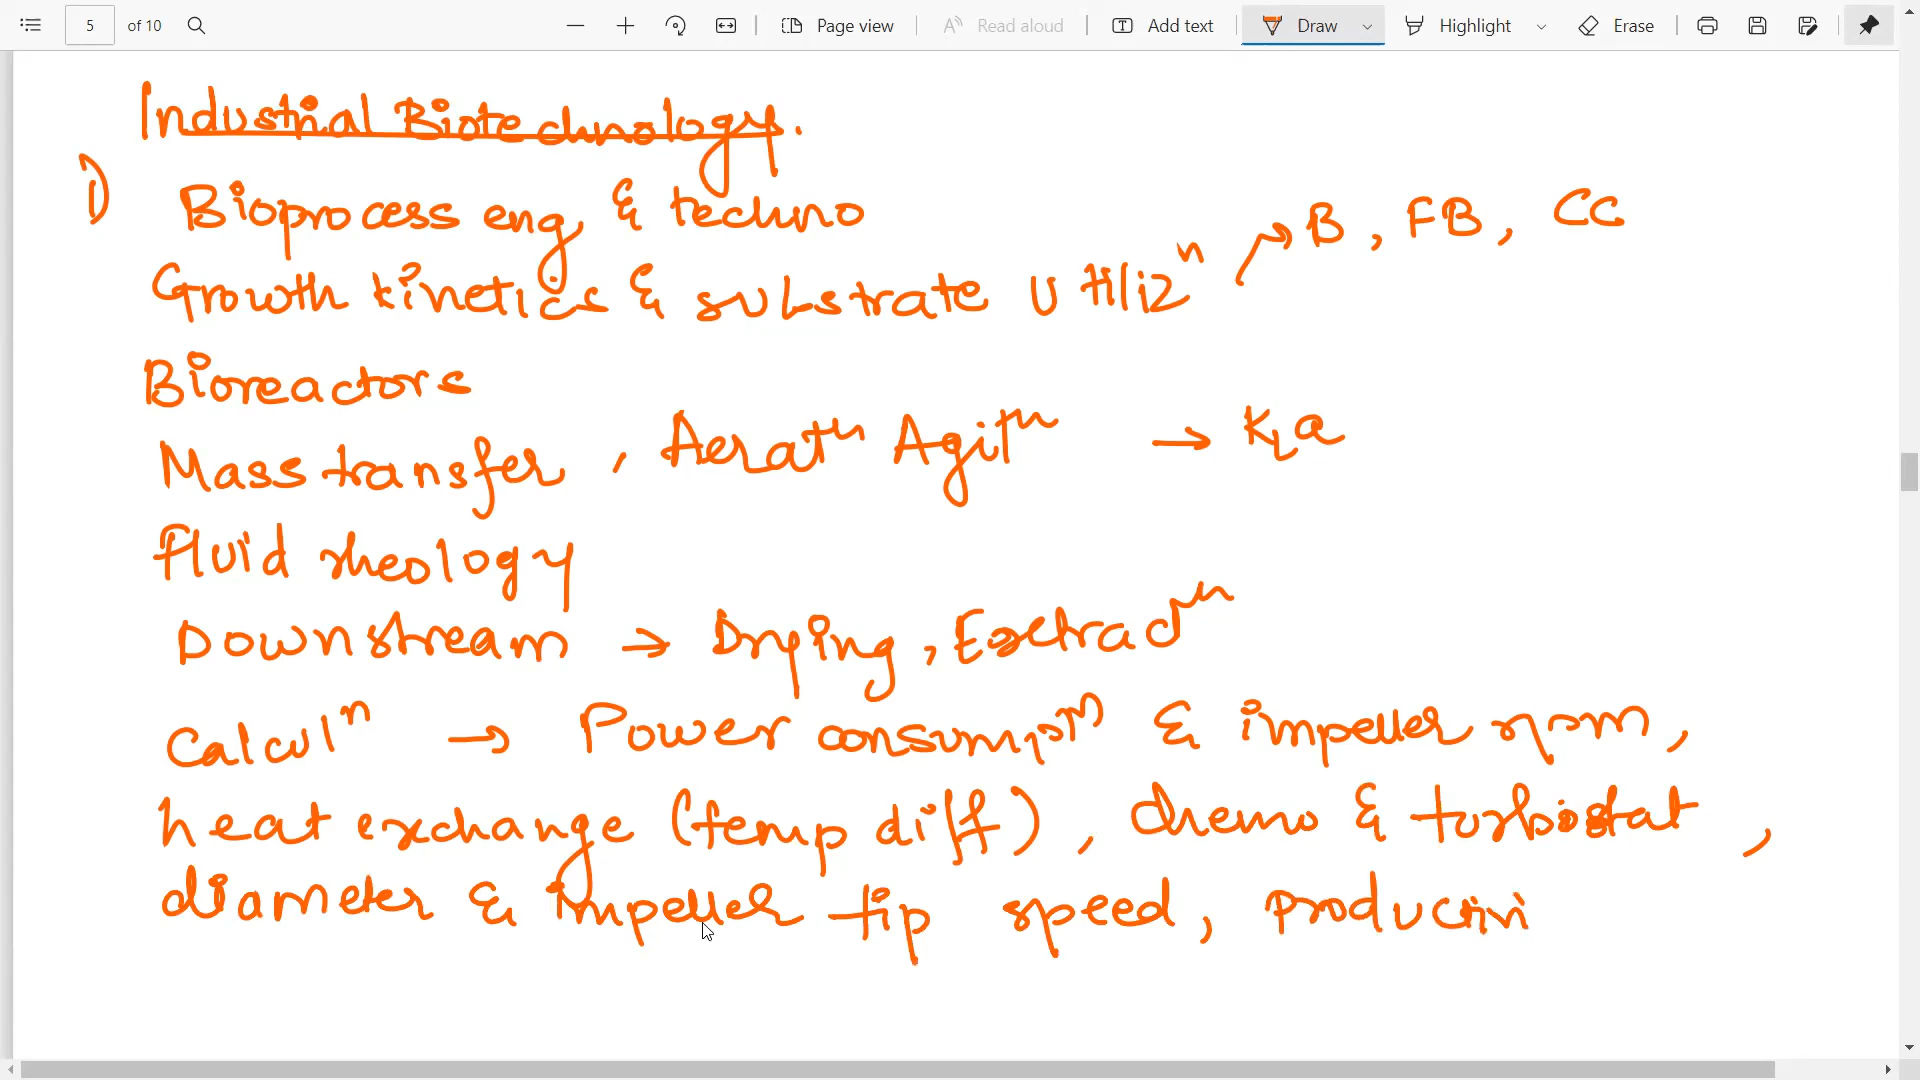 5 of 10 Page view Read aloud Add text Draw Highlight Erase
Industrial Biotechnology.
1) Bioprocess eng & techno
Growth kinetics & substrate utilizⁿ → B, FB, CC
Bioreactors
Mass transfer, Aeratⁿ Agitⁿ → KLa
fluid rheology
Downstream → Drying, Extractⁿ
Calculⁿ → Power consumptⁿ & impeller rpm,
heat exchange (temp diff), chemo & turbistat,
diameter & impeller tip speed, productivi